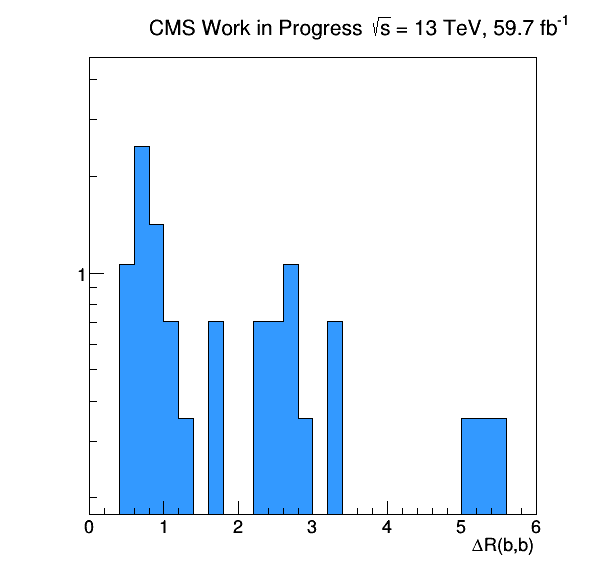 CMS Work in Progress √s = 13 TeV, 59.7 fb⁻¹
1
0 1 2 3 4 5 6
ΔR(b,b)